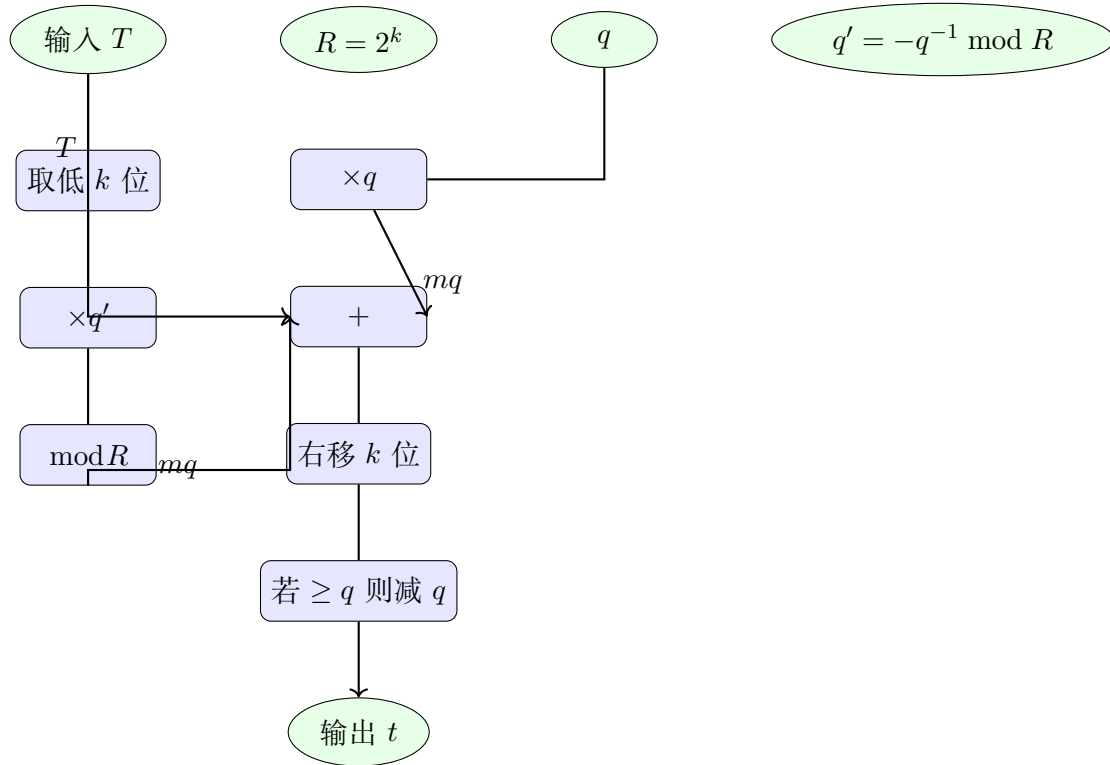 输入 T
R = 2^k
q
q′ = −q^{−1} mod R
T
取低 k 位
×q
mq
×q′
+
modR
mq
右移 k 位
若 ≥ q 则减 q
输出 t